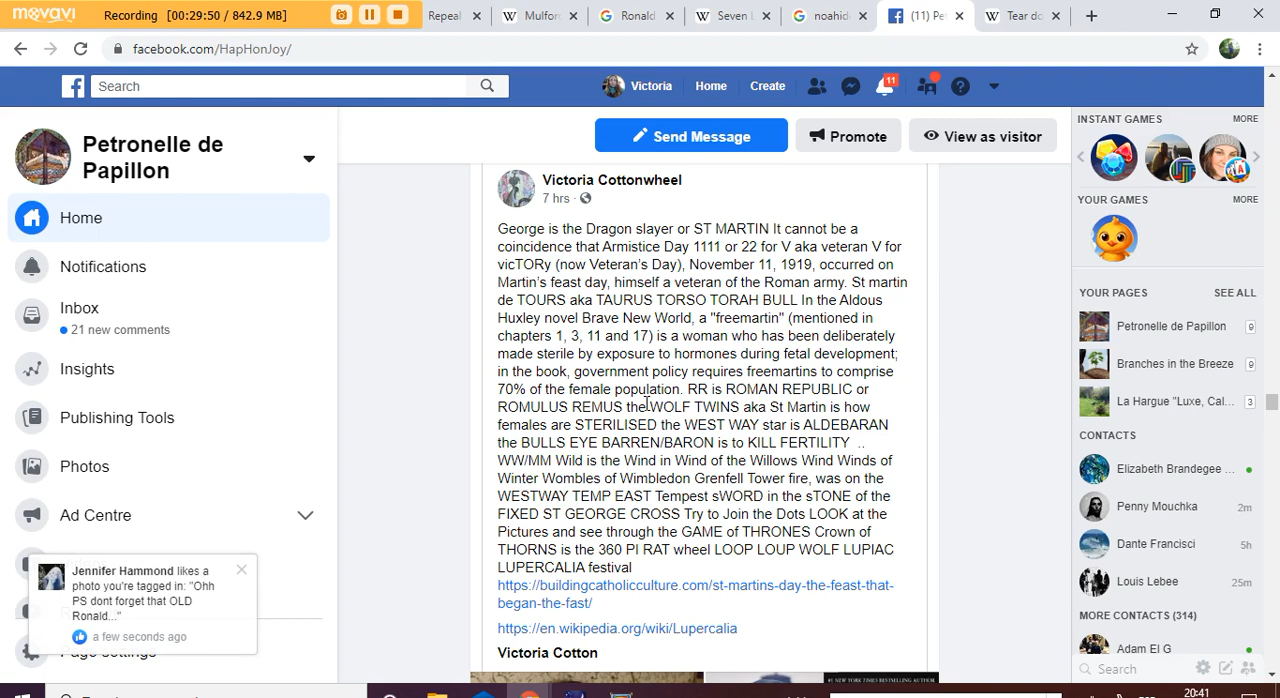 movavi
Recording (00:29:50 / 842.9 MB)
Repeal
Mulford
Ronald
Seven L
noahide
(11) Pet
Tear do
facebook.com/HapHonJoy/
Search
Victoria
Home
Create
11
Petronelle de
Papillon
Home
Notifications
Inbox
21 new comments
Insights
Publishing Tools
Photos
Ad Centre
Jennifer Hammond likes a
photo you're tagged in: "Ohh
PS dont forget that OLD
Ronald..."
a few seconds ago
Page settings
Send Message
Promote
View as visitor
Victoria Cottonwheel
7 hrs ·
George is the Dragon slayer or ST MARTIN It cannot be a
coincidence that Armistice Day 1111 or 22 for V aka veteran V for
vicTORy (now Veteran's Day), November 11, 1919, occurred on
Martin's feast day, himself a veteran of the Roman army. St martin
de TOURS aka TAURUS TORSO TORAH BULL In the Aldous
Huxley novel Brave New World, a "freemartin" (mentioned in
chapters 1, 3, 11 and 17) is a woman who has been deliberately
made sterile by exposure to hormones during fetal development;
in the book, government policy requires freemartins to comprise
70% of the female population. RR is ROMAN REPUBLIC or
ROMULUS REMUS the WOLF TWINS aka St Martin is how
females are STERILISED the WEST WAY star is ALDEBARAN
the BULLS EYE BARREN/BARON is to KILL FERTILITY ..
WW/MM Wild is the Wind in Wind of the Willows Wind Winds of
Winter Wombles of Wimbledon Grenfell Tower fire, was on the
WESTWAY TEMP EAST Tempest sWORD in the sTONE of the
FIXED ST GEORGE CROSS Try to Join the Dots LOOK at the
Pictures and see through the GAME of THRONES Crown of
THORNS is the 360 PI RAT wheel LOOP LOUP WOLF LUPIAC
LUPERCALIA festival
https://buildingcatholicculture.com/st-martins-day-the-feast-that-
began-the-fast/
https://en.wikipedia.org/wiki/Lupercalia
Victoria Cotton
#1 NEW YORK TIMES BESTSELLING AUTHOR
INSTANT GAMES
MORE
YOUR GAMES
MORE
YOUR PAGES
SEE ALL
Petronelle de Papillon
9
Branches in the Breeze
9
La Hargue "Luxe, Cal...
3
CONTACTS
Elizabeth Brandegee ...
Penny Mouchka
2m
Dante Francisci
5h
Louis Lebee
25m
MORE CONTACTS (314)
Adam El G
4m
Search
20:41